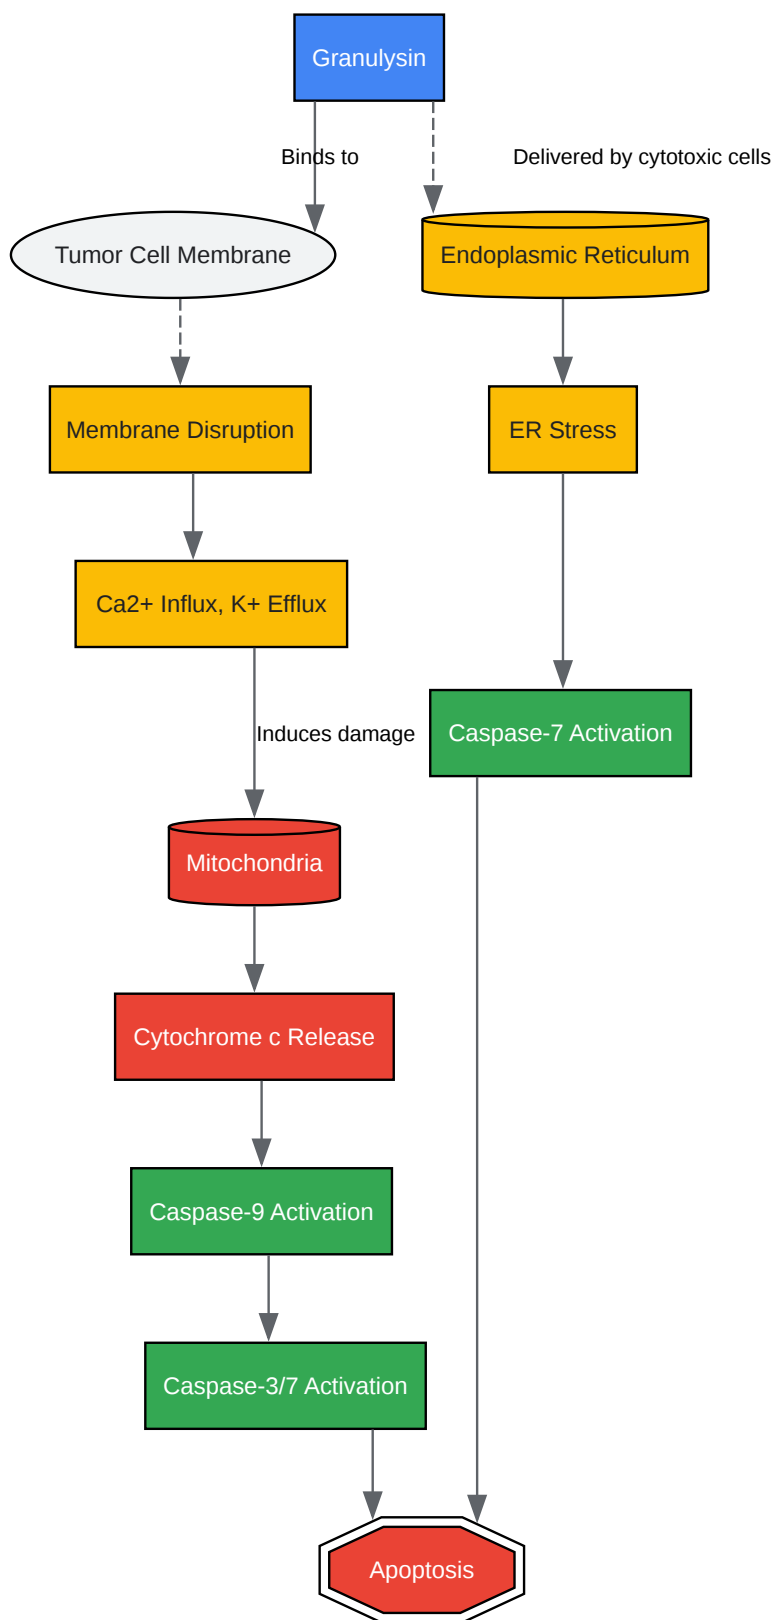 Granulysin
Binds to
Delivered by cytotoxic cells
Tumor Cell Membrane
Endoplasmic Reticulum
Membrane Disruption
ER Stress
Ca2+ Influx, K+ Efflux
Induces damage
Caspase-7 Activation
Mitochondria
Cytochrome c Release
Caspase-9 Activation
Caspase-3/7 Activation
Apoptosis